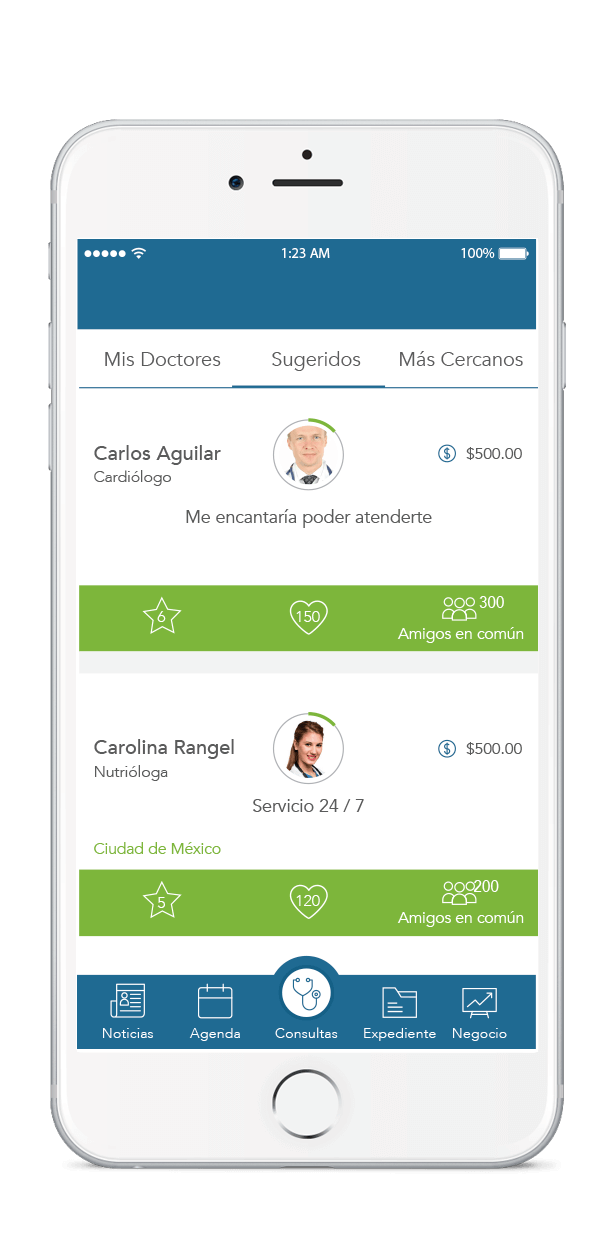 1:23 AM 100%
Mis Doctores Sugeridos Más Cercanos
Carlos Aguilar
$ $500.00
Cardiólogo
Me encantaría poder atenderte
6 150 300
Amigos en común
Carolina Rangel
$ $500.00
Nutrióloga
Servicio 24 / 7
Ciudad de México
5 120 200
Amigos en común
Noticias Agenda Consultas Expediente Negocio